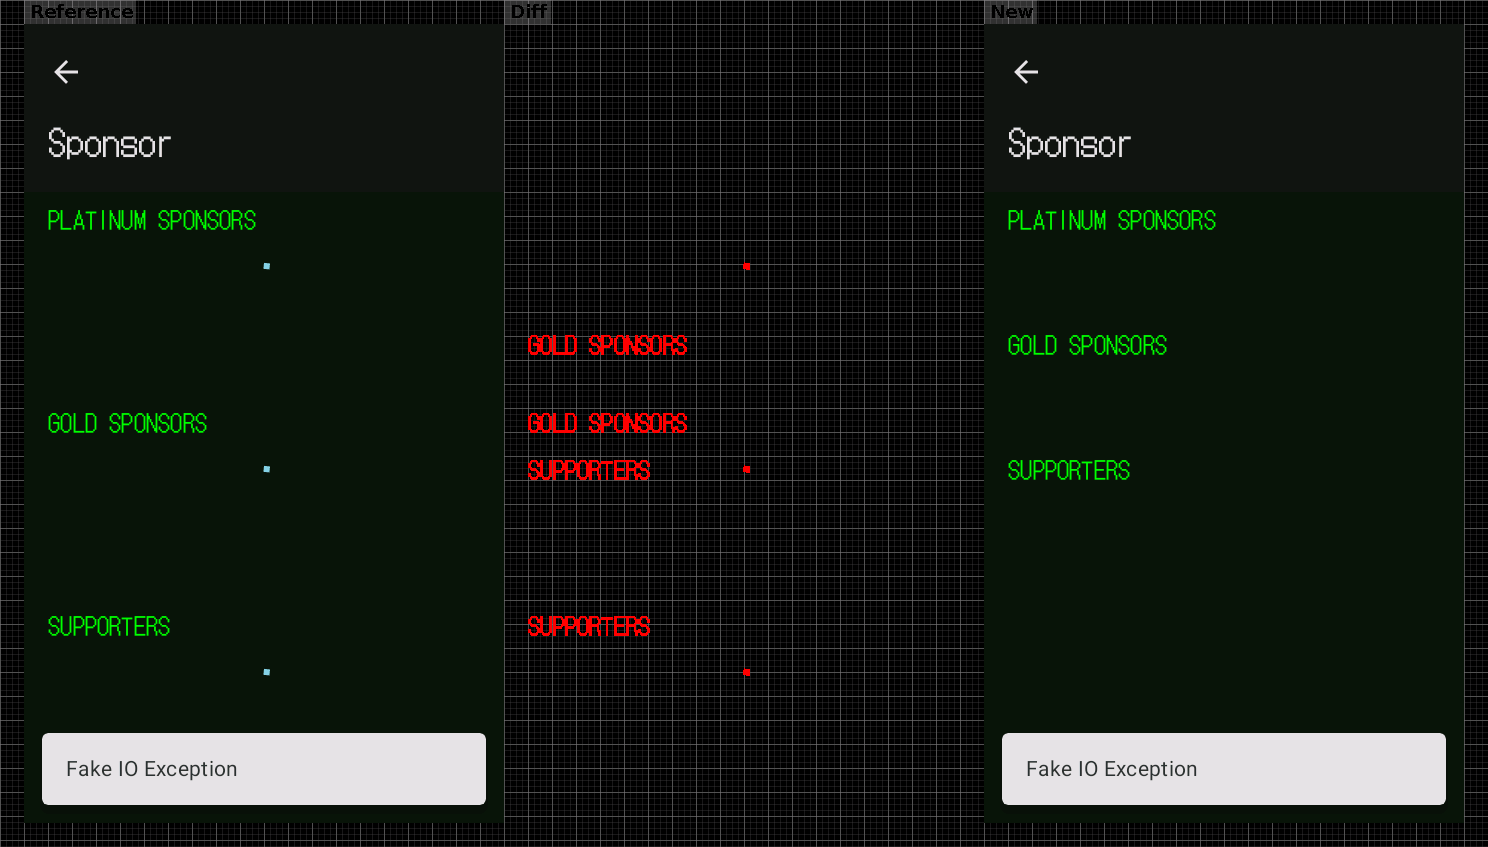 Reference
Diff
New
Sponsor
Sponsor
PLATINUM SPONSORS
PLATINUM SPONSORS
GOLD SPONSORS
GOLD SPONSORS
GOLD SPONSORS
GOLD SPONSORS
SUPPORTERS
SUPPORTERS
SUPPORTERS
SUPPORTERS
Fake IO Exception
Fake IO Exception